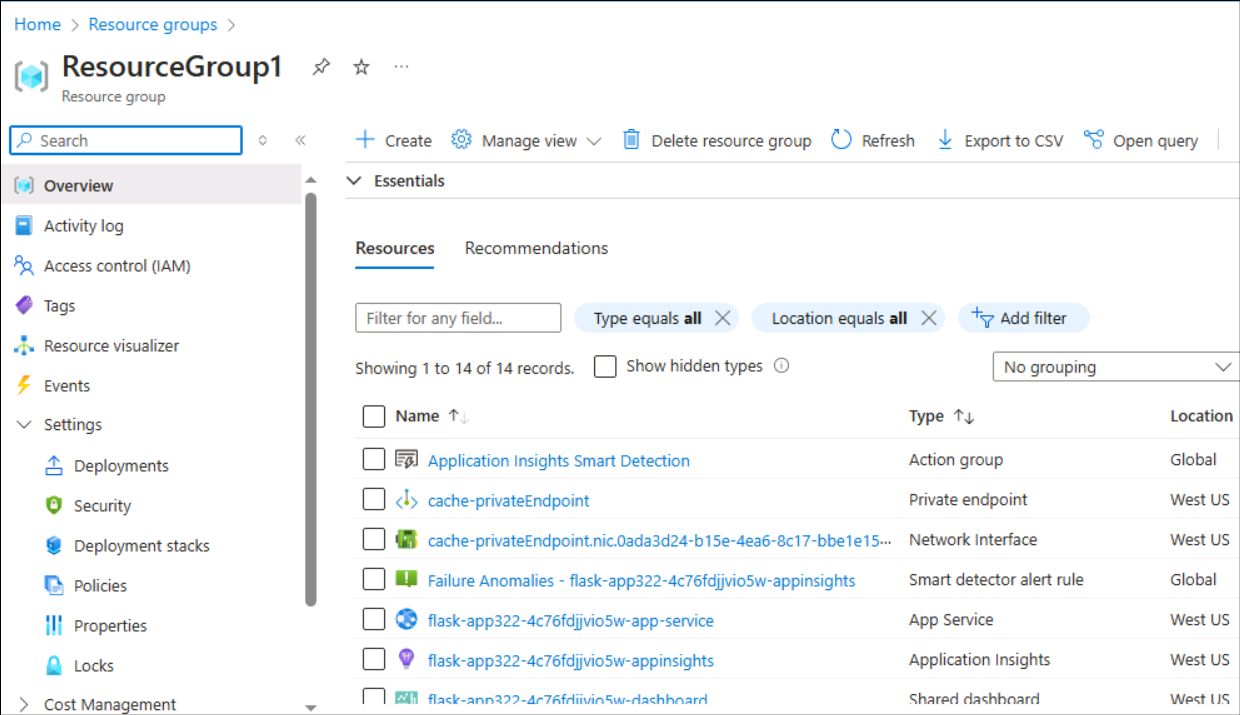 Home > Resource groups >
ResourceGroup1 ...
Resource group
Search
Create Manage view Delete resource group Refresh Export to CSV Open query
Essentials
Overview
Activity log
Access control (IAM)
Tags
Resource visualizer
Events
Settings
Deployments
Security
Deployment stacks
Policies
Properties
Locks
Cost Management
Resources Recommendations
Filter for any field... Type equals all Location equals all Add filter
Showing 1 to 14 of 14 records. Show hidden types No grouping
Name Type Location
Application Insights Smart Detection Action group Global
cache-privateEndpoint Private endpoint West US
cache-privateEndpoint.nic.0ada3d24-b15e-4ea6-8c17-bbe1e15... Network Interface West US
Failure Anomalies - flask-app322-4c76fdjjvio5w-appinsights Smart detector alert rule Global
flask-app322-4c76fdjjvio5w-app-service App Service West US
flask-app322-4c76fdjjvio5w-appinsights Application Insights West US
flask-app322-4c76fdjjvio5w-dashboard Shared dashboard West US